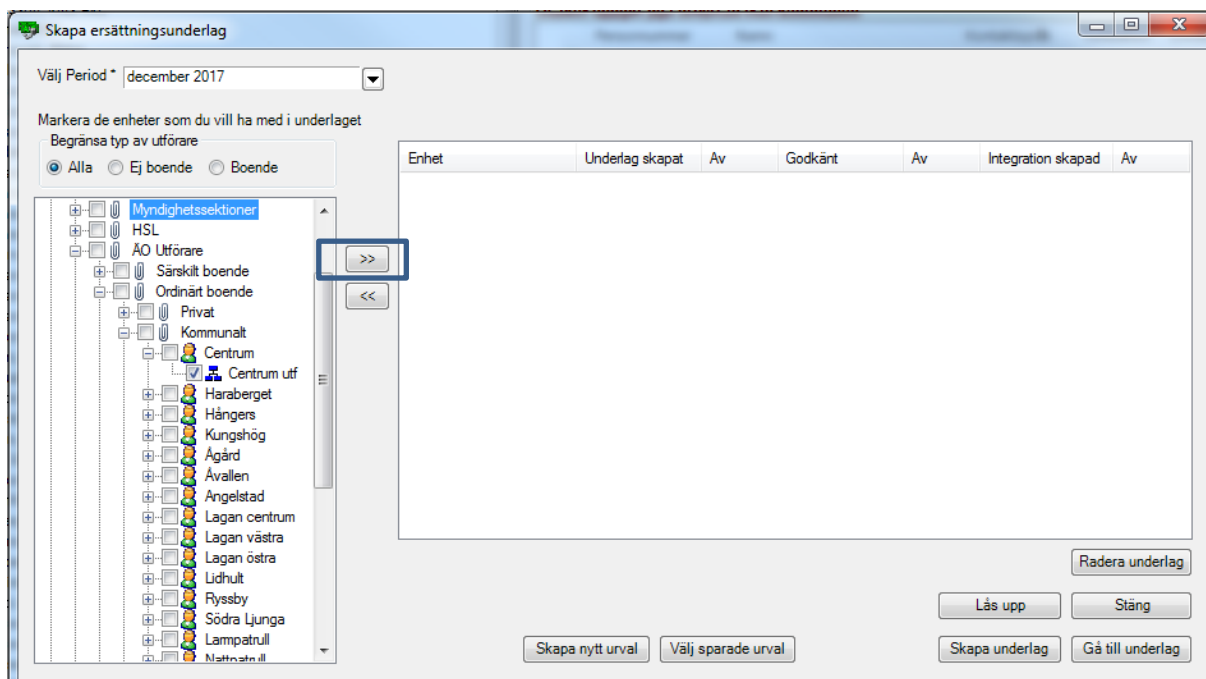 Skapa ersättningsunderlag
Välj Period * december 2017
Markera de enheter som du vill ha med i underlaget
Begränsa typ av utförare
Alla Ej boende Boende
Enhet Underlag skapat Av Godkänt Av Integration skapad Av
Myndighetssektioner
HSL
ÄO Utförare
Särskilt boende
Ordinärt boende
Privat
Kommunalt
Centrum
Centrum utf
Haraberget
Hångers
Kungshög
Ågård
Åvallen
Angelstad
Lagan centrum
Lagan västra
Lagan östra
Lidhult
Ryssby
Södra Ljunga
Larmpatrull
Nattpatrull
>>
<<
Radera underlag
Lås upp Stäng
Skapa nytt urval Välj sparade urval Skapa underlag Gå till underlag